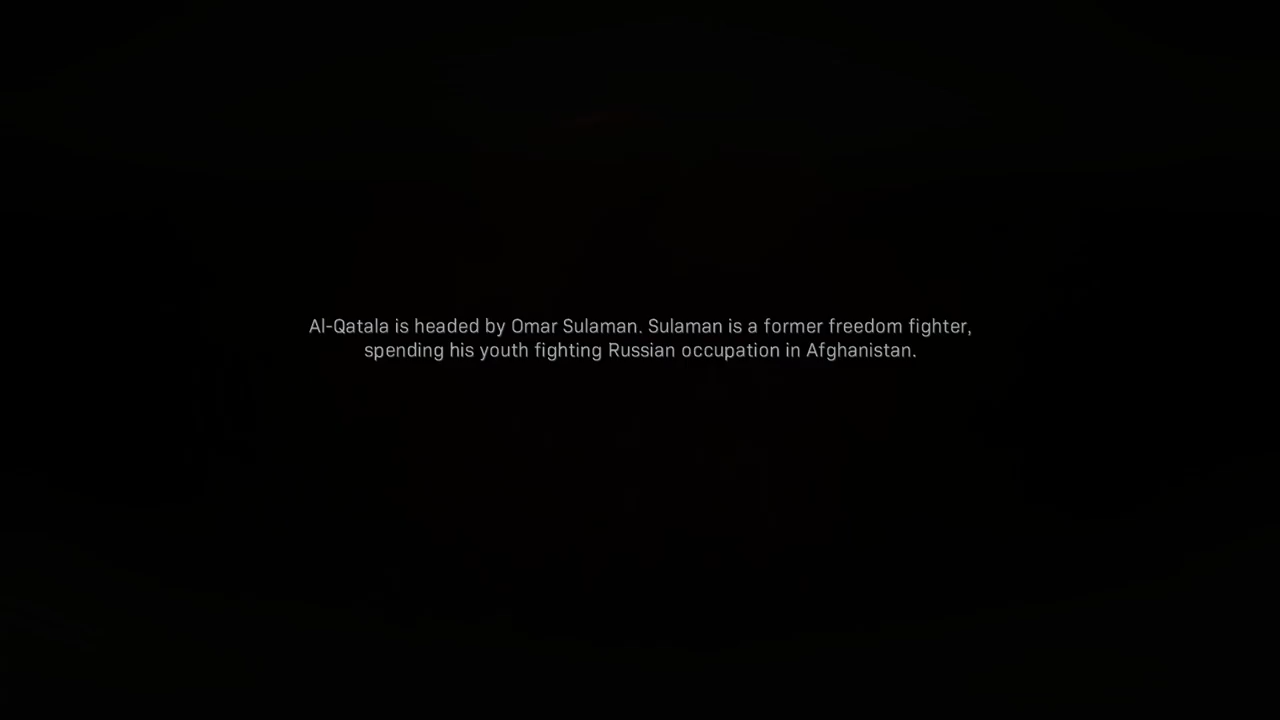 Al-Qatala is headed by Omar Sulaman. Sulaman is a former freedom fighter,
spending his youth fighting Russian occupation in Afghanistan.